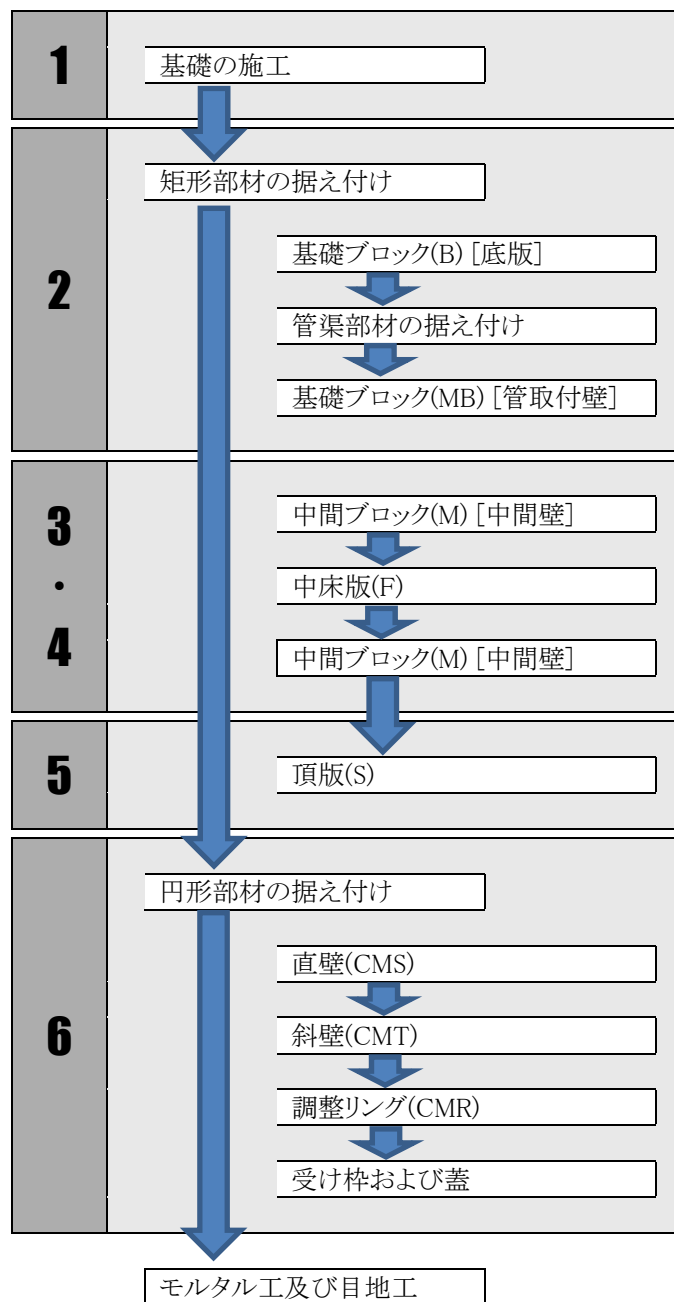 1
基礎の施工
2
矩形部材の据え付け
基礎ブロック(B)[底版]
管渠部材の据え付け
基礎ブロック(MB)[管取付壁]
3
・
4
中間ブロック(M)[中間壁]
中床版(F)
中間ブロック(M)[中間壁]
5
頂版(S)
6
円形部材の据え付け
直壁(CMS)
斜壁(CMT)
調整リング(CMR)
受け枠および蓋
モルタル工及び目地工